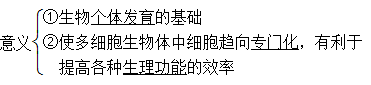 ①生物个体发育的基础
意义
②使多细胞生物体中细胞趋向专门化，有利于
提高各种生理功能的效率